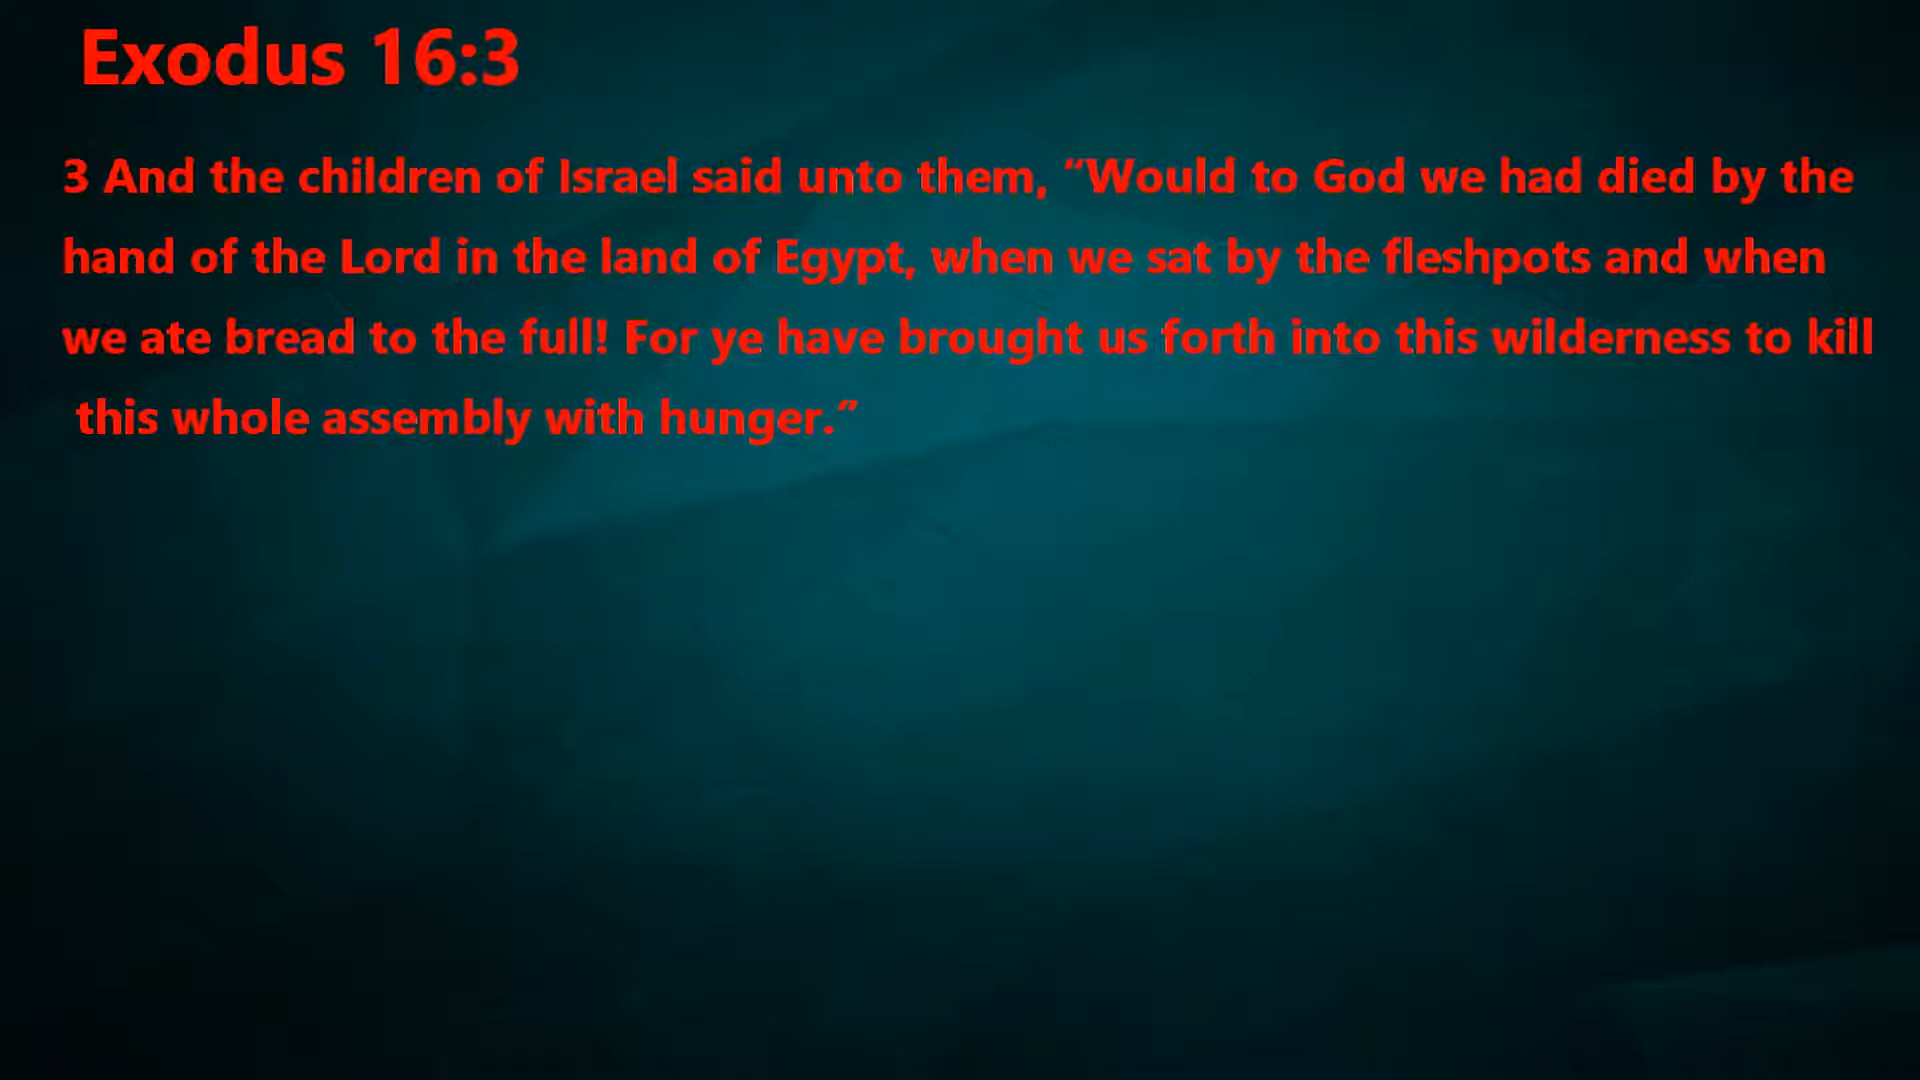 Exodus 16:3
3 And the children of Israel said unto them, “Would to God we had died by the
hand of the Lord in the land of Egypt, when we sat by the fleshpots and when
we ate bread to the full! For ye have brought us forth into this wilderness to kill
this whole assembly with hunger.”